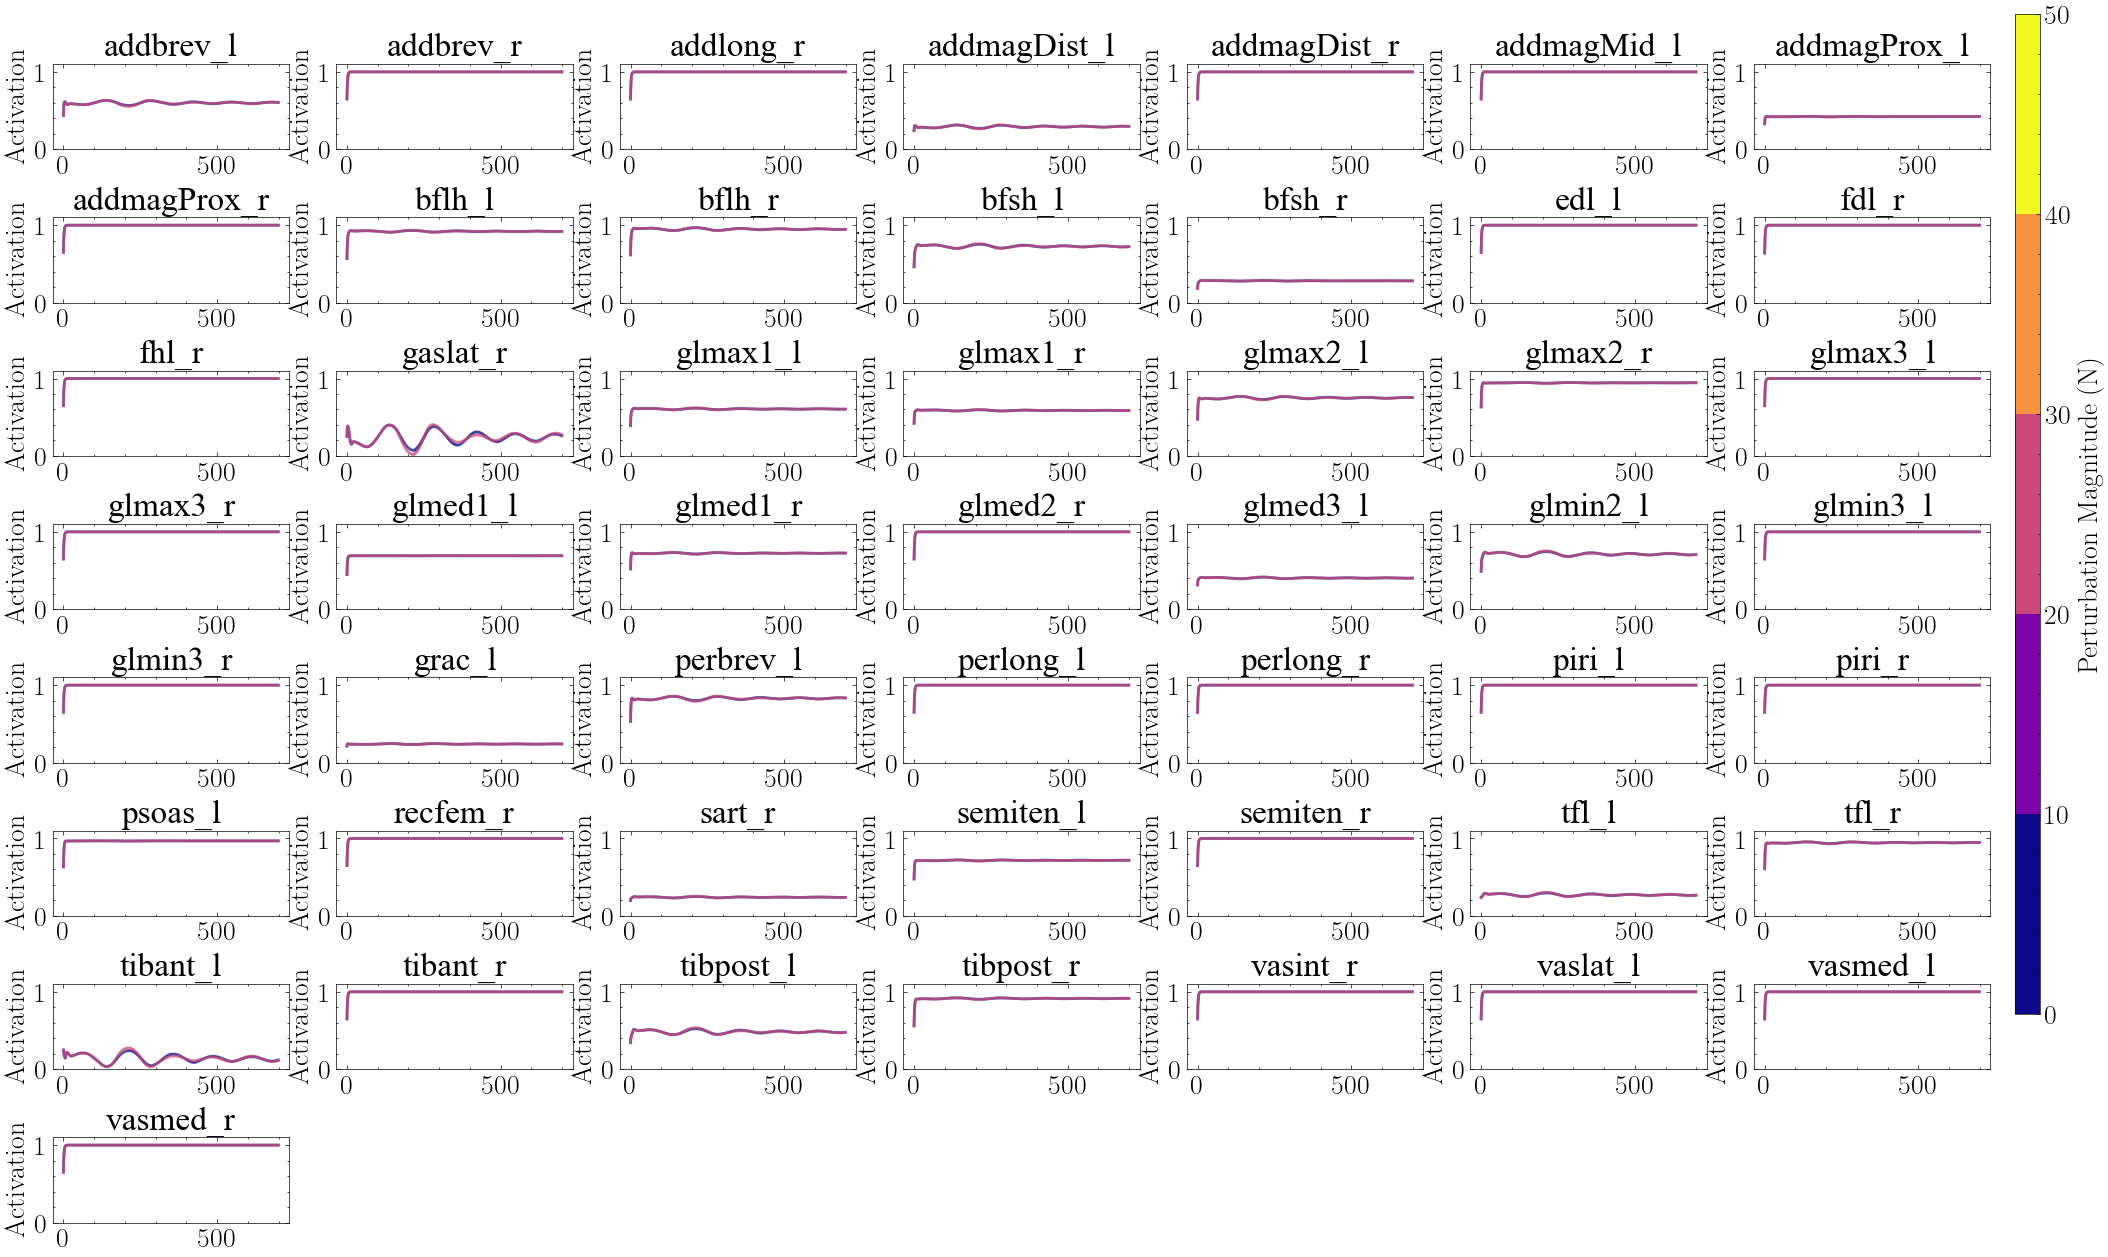 addbrev_l addbrev_r addlong_r addmagDist_l addmagDist_r addmagMid_l addmagProx_l
Activation 1 0 0 500 Activation 1 0 0 500 Activation 1 0 0 500 Activation 1 0 0 500 Activation 1 0 0 500 Activation 1 0 0 500 Activation 1 0 0 500
addmagProx_r bflh_l bflh_r bfsh_l bfsh_r edl_l fdl_r
Activation 1 0 0 500 Activation 1 0 0 500 Activation 1 0 0 500 Activation 1 0 0 500 Activation 1 0 0 500 Activation 1 0 0 500 Activation 1 0 0 500
fhl_r gaslat_r glmax1_l glmax1_r glmax2_l glmax2_r glmax3_l
Activation 1 0 0 500 Activation 1 0 0 500 Activation 1 0 0 500 Activation 1 0 0 500 Activation 1 0 0 500 Activation 1 0 0 500 Activation 1 0 0 500
glmax3_r glmed1_l glmed1_r glmed2_r glmed3_l glmin2_l glmin3_l
Activation 1 0 0 500 Activation 1 0 0 500 Activation 1 0 0 500 Activation 1 0 0 500 Activation 1 0 0 500 Activation 1 0 0 500 Activation 1 0 0 500
glmin3_r grac_l perbrev_l perlong_l perlong_r piri_l piri_r
Activation 1 0 0 500 Activation 1 0 0 500 Activation 1 0 0 500 Activation 1 0 0 500 Activation 1 0 0 500 Activation 1 0 0 500 Activation 1 0 0 500
psoas_l recfem_r sart_r semiten_l semiten_r tfl_l tfl_r
Activation 1 0 0 500 Activation 1 0 0 500 Activation 1 0 0 500 Activation 1 0 0 500 Activation 1 0 0 500 Activation 1 0 0 500 Activation 1 0 0 500
tibant_l tibant_r tibpost_l tibpost_r vasint_r vaslat_l vasmed_l
Activation 1 0 0 500 Activation 1 0 0 500 Activation 1 0 0 500 Activation 1 0 0 500 Activation 1 0 0 500 Activation 1 0 0 500 Activation 1 0 0 500
vasmed_r
Activation 1 0 0 500
50
40
30
20
10
0
Perturbation Magnitude (N)